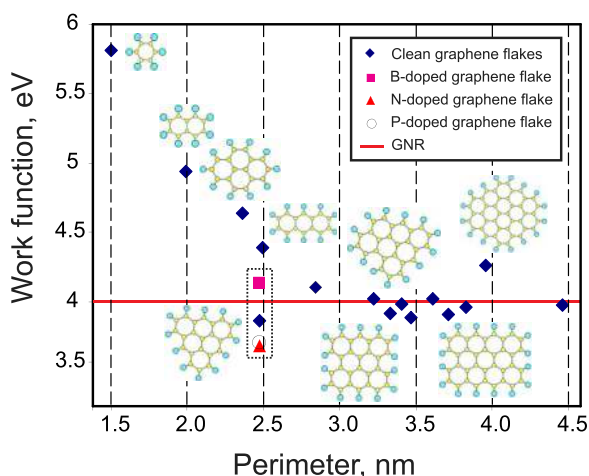 6
5.5
5
4.5
4
3.5
Work function, eV
Clean graphene flakes
B-doped graphene flake
N-doped graphene flake
P-doped graphene flake
GNR
1.5 2.0 2.5 3.0 3.5 4.0 4.5
Perimeter, nm